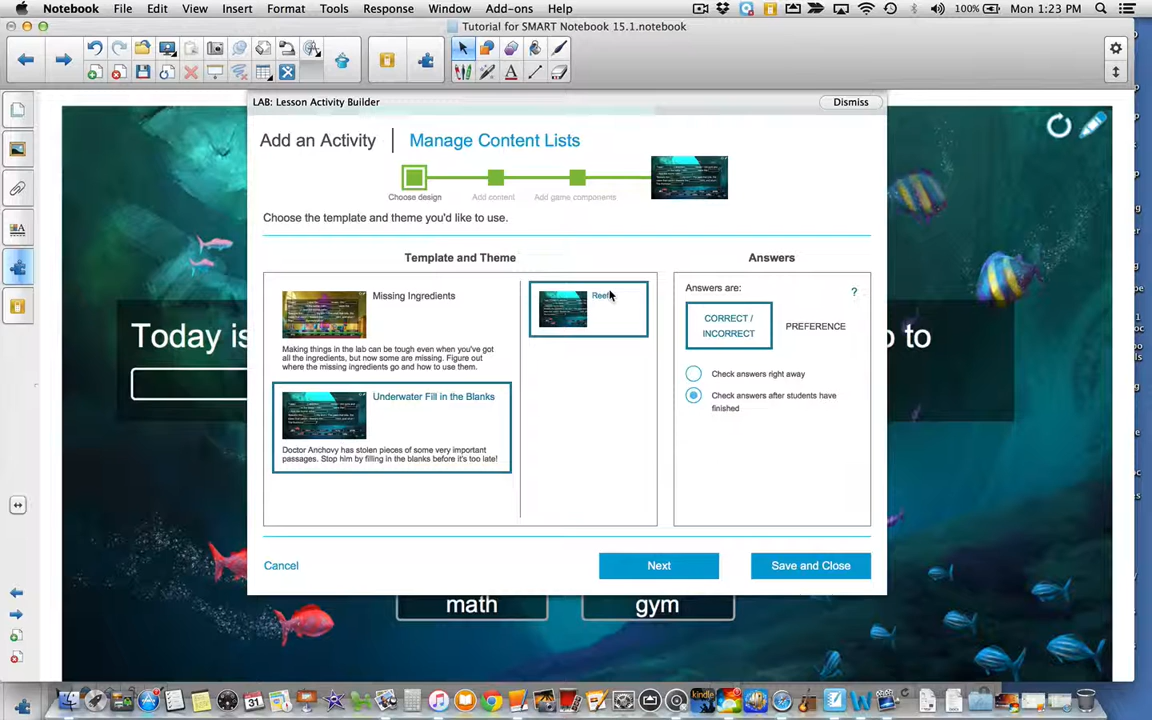 Notebook File Edit View Insert Format Tools Response Window Add-ons Help 100% Mon 1:23 PM
Tutorial for SMART Notebook 15.1.notebook
LAB: Lesson Activity Builder Dismiss
Add an Activity | Manage Content Lists
Choose design Add content Add game components
Choose the template and theme you'd like to use.
Template and Theme
Answers
Missing Ingredients
Making things in the lab can be tough even when you've got
all the ingredients, but now some are missing. Figure out
where the missing ingredients go and how to use them.
Underwater Fill in the Blanks
Doctor Anchovy has stolen pieces of some very important
passages. Stop him by filling in the blanks before it's too late!
Reef
Answers are: ?
CORRECT /
INCORRECT
PREFERENCE
Check answers right away
Check answers after students have
finished
Cancel Next Save and Close
Today is
to
math gym